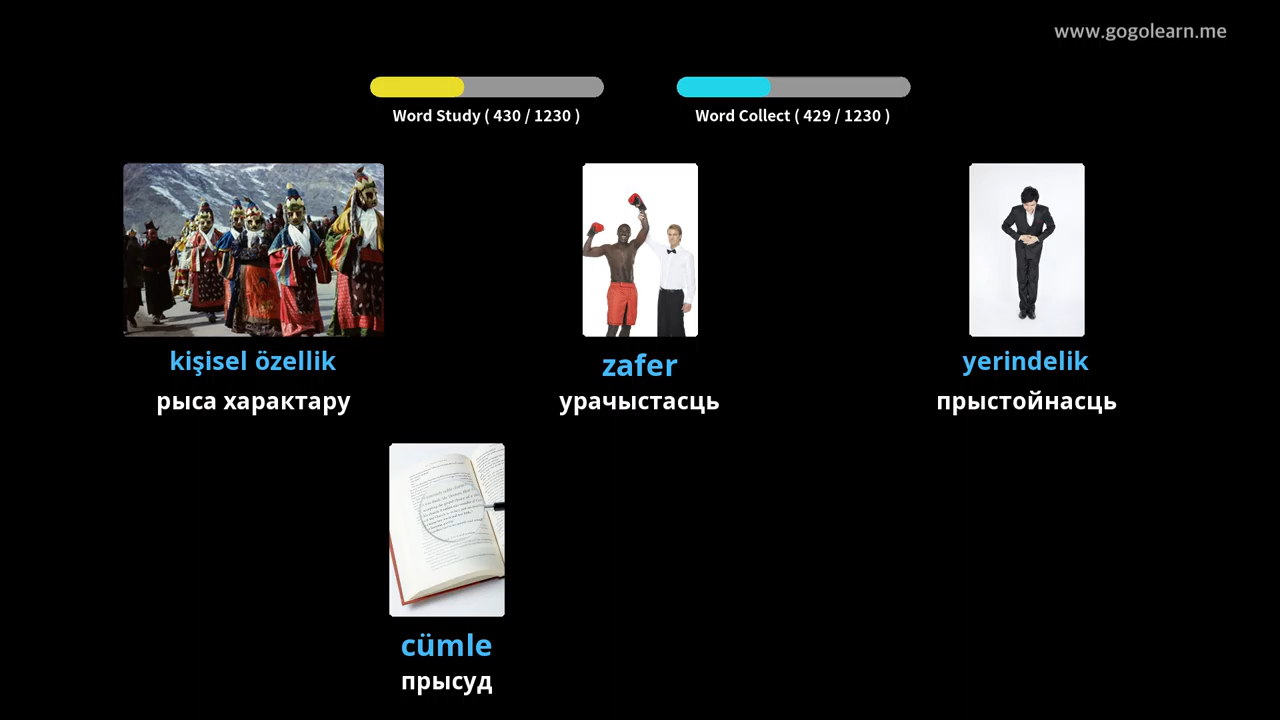 www.gogolearn.me
Word Study ( 430 / 1230 )
Word Collect ( 429 / 1230 )
kişisel özellik
zafer
yerindelik
рыса характару
урачыстасць
прыстойнасць
cümle
прысуд